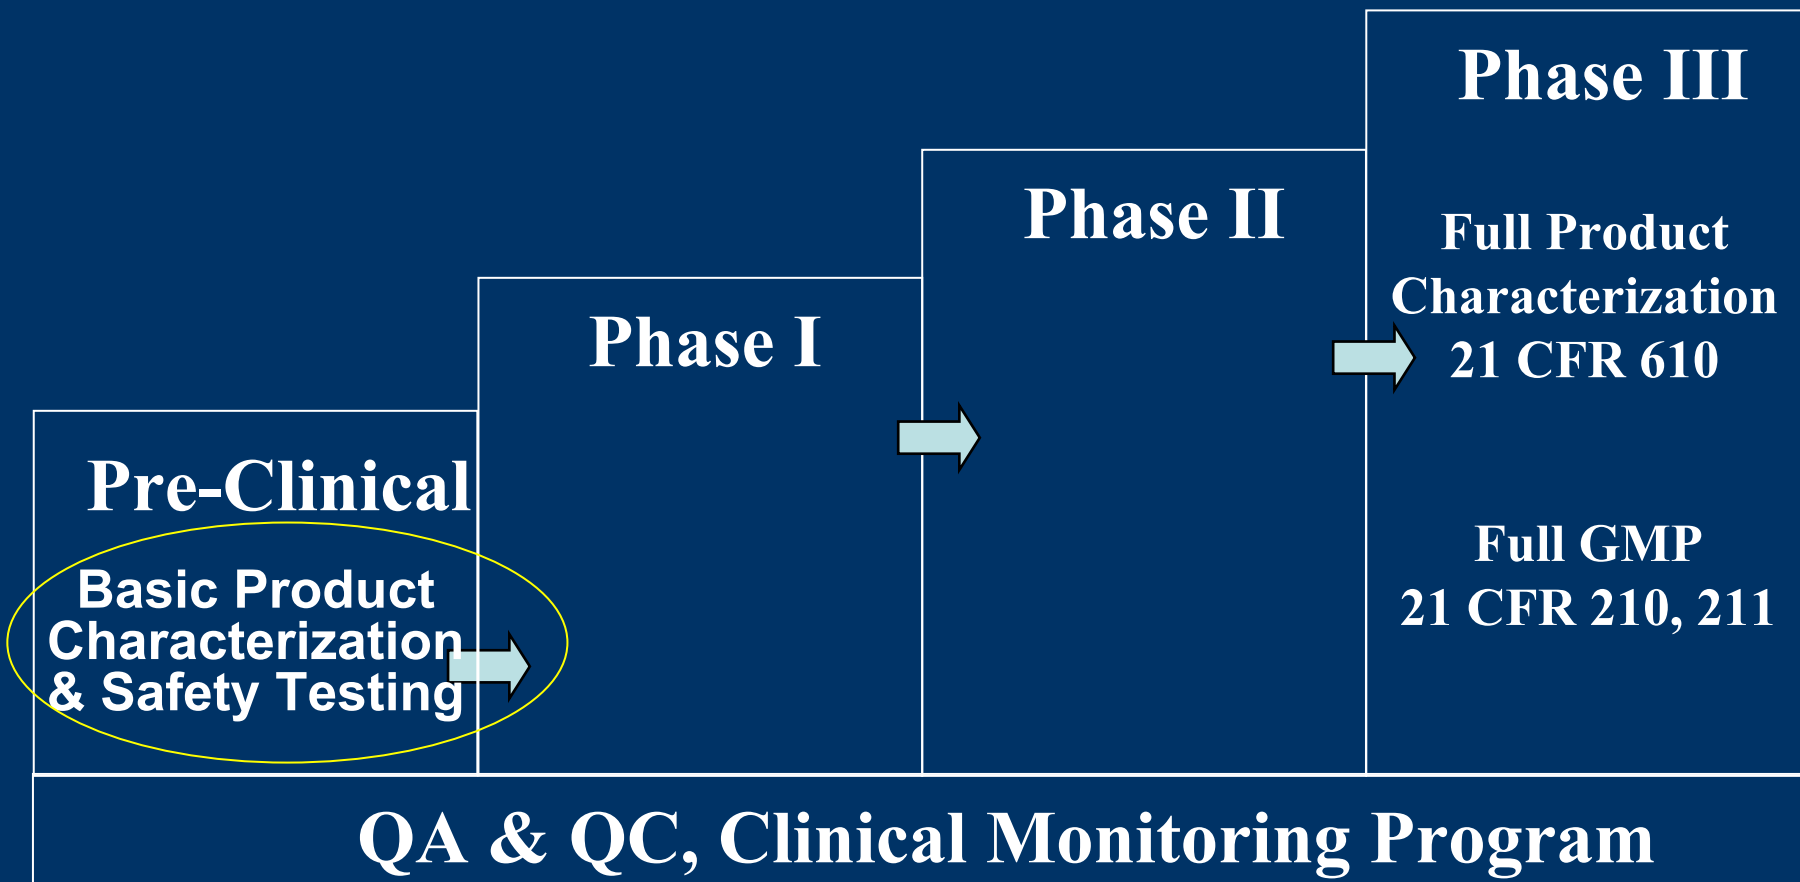 Pre-Clinical
Basic Product
Characterization
& Safety Testing
Phase I
Phase II
Phase III
Full Product
Characterization
21 CFR 610
Full GMP
21 CFR 210, 211
QA & QC, Clinical Monitoring Program